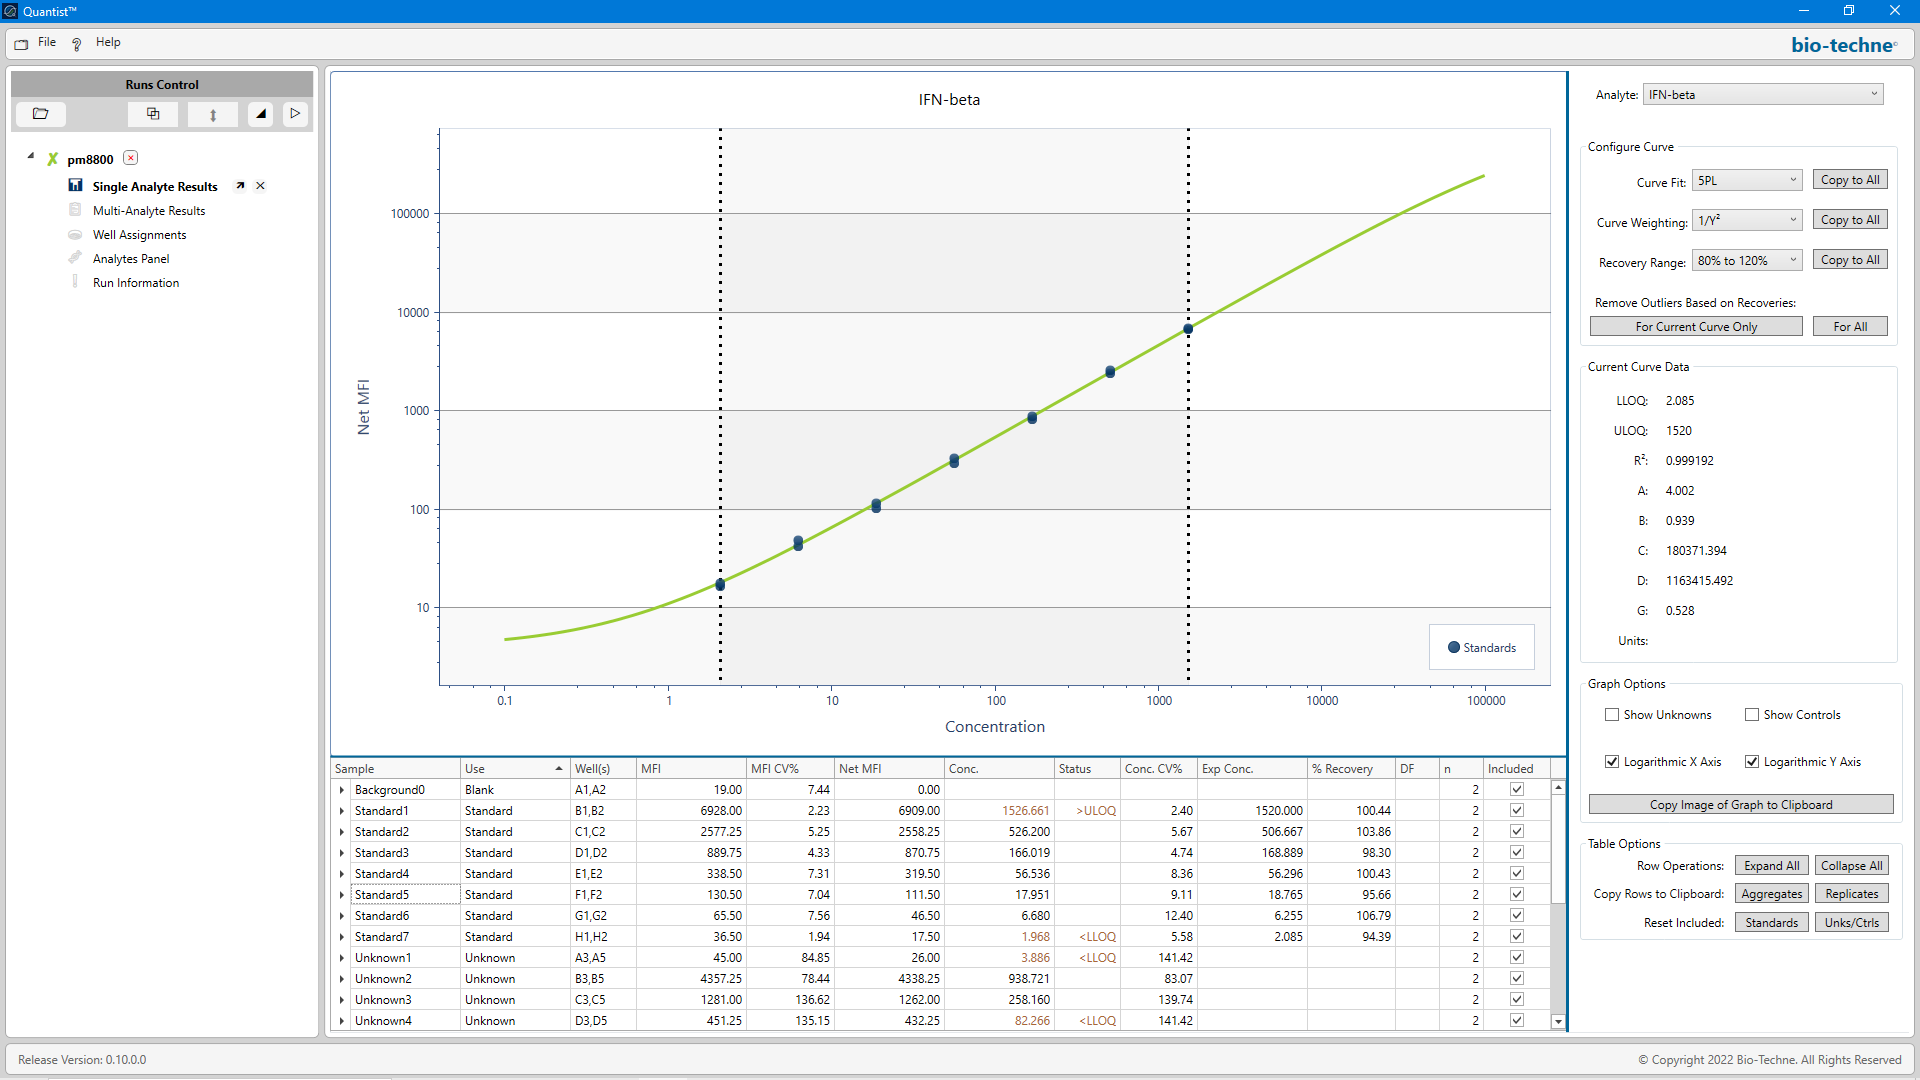 Quantist™
File ? Help
bio-techne
Runs Control
pm8800
Single Analyte Results
Multi-Analyte Results
Well Assignments
Analytes Panel
Run Information
IFN-beta
Net MFI
100000
10000
1000
100
10
0.1 1 10 100 1000 10000 100000
Concentration
Standards
Sample Use Well(s) MFI MFI CV% Net MFI Conc. Status Conc. CV% Exp Conc. % Recovery DF n Included
Background0 Blank A1,A2 19.00 7.44 0.00 2
Standard1 Standard B1,B2 6928.00 2.23 6909.00 1526.661 >ULOQ 2.40 1520.000 100.44 2
Standard2 Standard C1,C2 2577.25 5.25 2558.25 526.200 5.67 506.667 103.86 2
Standard3 Standard D1,D2 889.75 4.33 870.75 166.019 4.74 168.889 98.30 2
Standard4 Standard E1,E2 338.50 7.31 319.50 56.536 8.36 56.296 100.43 2
Standard5 Standard F1,F2 130.50 7.04 111.50 17.951 9.11 18.765 95.66 2
Standard6 Standard G1,G2 65.50 7.56 46.50 6.680 12.40 6.255 106.79 2
Standard7 Standard H1,H2 36.50 1.94 17.50 1.968 <LLOQ 5.58 2.085 94.39 2
Unknown1 Unknown A3,A5 45.00 84.85 26.00 3.886 <LLOQ 141.42 2
Unknown2 Unknown B3,B5 4357.25 78.44 4338.25 938.721 83.07 2
Unknown3 Unknown C3,C5 1281.00 136.62 1262.00 258.160 139.74 2
Unknown4 Unknown D3,D5 451.25 135.15 432.25 82.266 <LLOQ 141.42 2
Analyte: IFN-beta
Configure Curve
Curve Fit: 5PL Copy to All
Curve Weighting: 1/Y² Copy to All
Recovery Range: 80% to 120% Copy to All
Remove Outliers Based on Recoveries:
For Current Curve Only For All
Current Curve Data
LLOQ: 2.085
ULOQ: 1520
R²: 0.999192
A: 4.002
B: 0.939
C: 180371.394
D: 1163415.492
G: 0.528
Units:
Graph Options
Show Unknowns Show Controls
Logarithmic X Axis Logarithmic Y Axis
Copy Image of Graph to Clipboard
Table Options
Row Operations: Expand All Collapse All
Copy Rows to Clipboard: Aggregates Replicates
Reset Included: Standards Unks/Ctrls
Release Version: 0.10.0.0
© Copyright 2022 Bio-Techne. All Rights Reserved